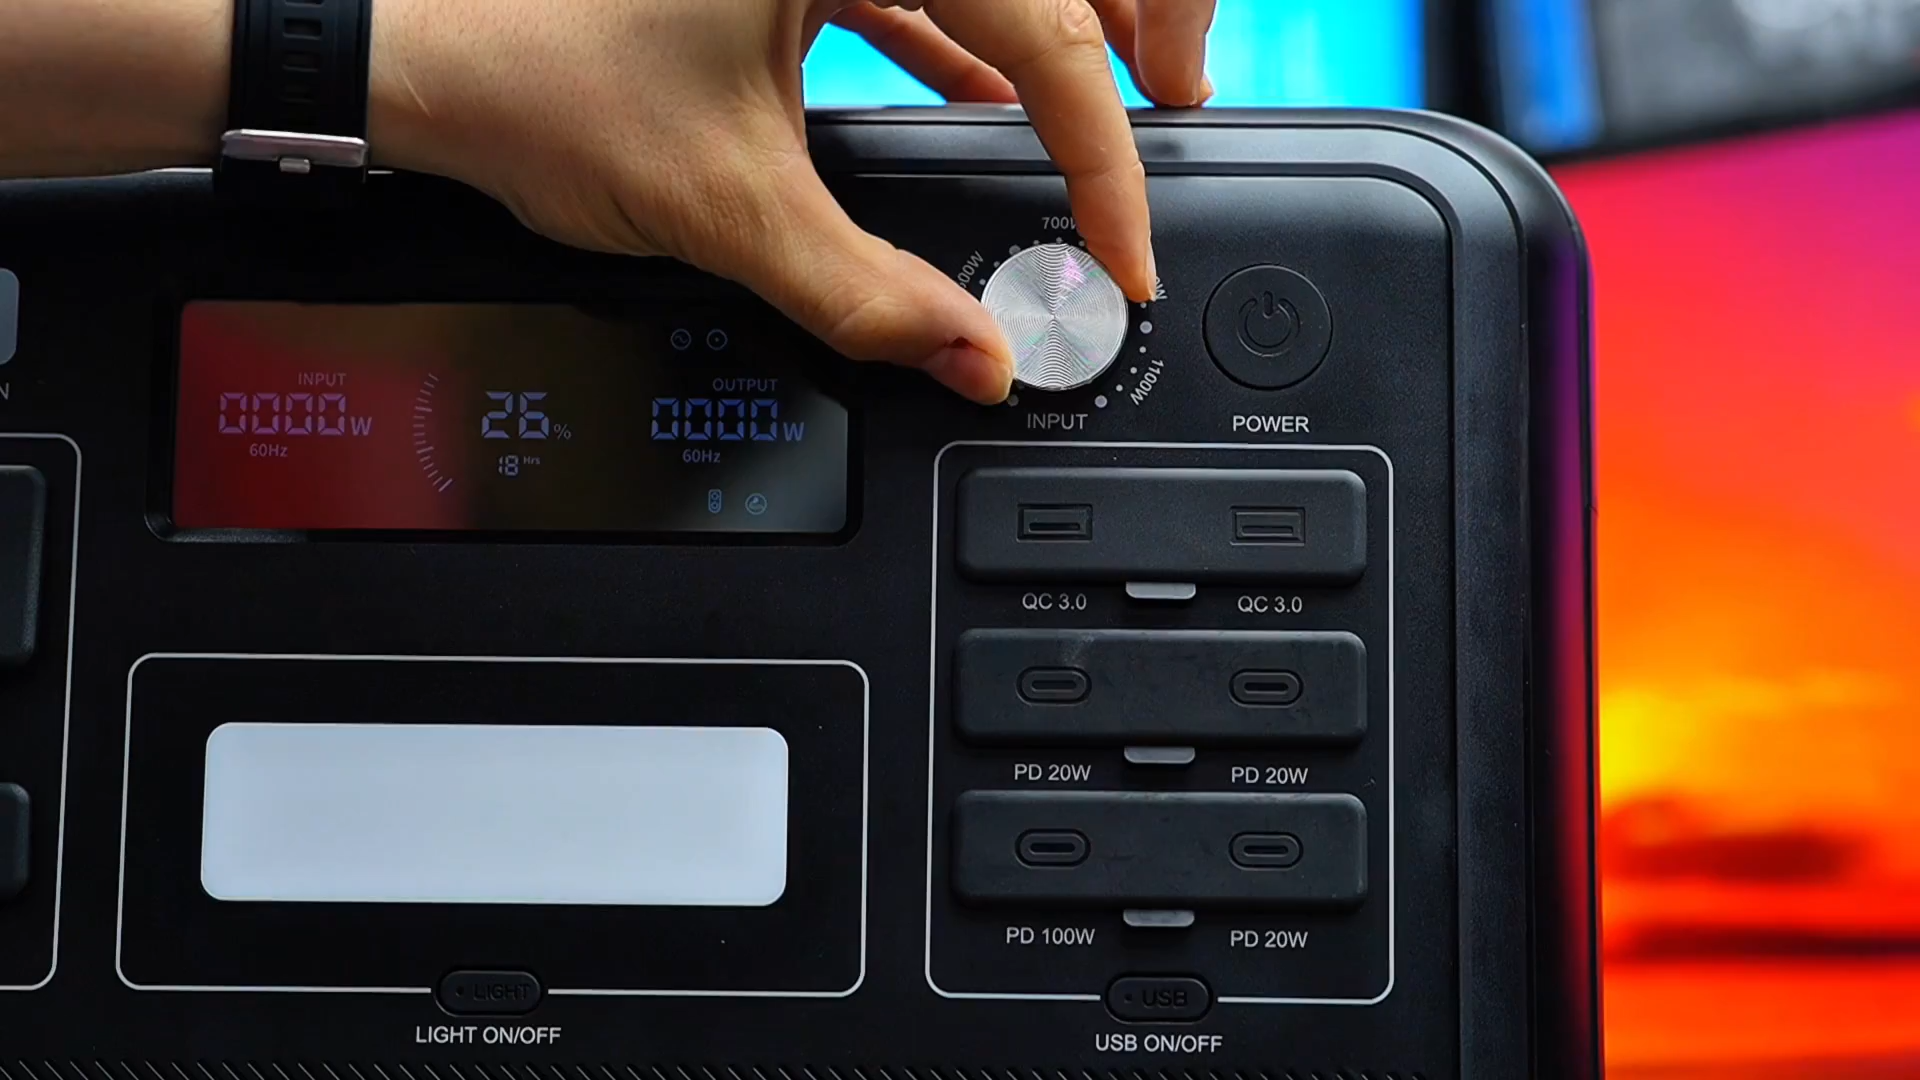 700W
1100W
INPUT
POWER
INPUT
0000W
60Hz
26%
18 Hrs
OUTPUT
0000W
60Hz
QC 3.0
QC 3.0
PD 20W
PD 20W
PD 100W
PD 20W
LIGHT
LIGHT ON/OFF
USB
USB ON/OFF